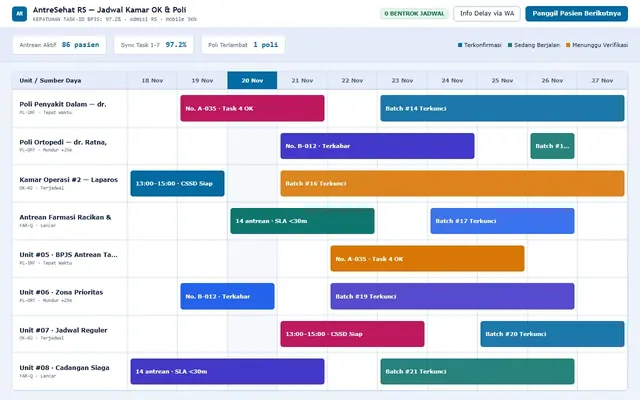 AR
AntreSehat RS — Jadwal Kamar OK & Poli
KEPATUHAN TASK-ID BPJS: 97.2% · Admisi RS · Mobile JKN
0 BENTROK JADWAL
Info Delay via WA
Panggil Pasien Berikutnya
Antrean Aktif 86 pasien
Sync Task 1-7 97.2%
Poli Terlambat 1 poli
Terkonfirmasi
Sedang Berjalan
Menunggu Verifikasi
Unit / Sumber Daya
18 Nov
19 Nov
20 Nov
21 Nov
22 Nov
23 Nov
24 Nov
25 Nov
26 Nov
27 Nov
Poli Penyakit Dalam — dr.
PL-INT · Tepat Waktu
No. A-035 · Task 4 OK
Batch #14 Terkunci
Poli Ortopedi — dr. Ratna,
PL-ORT · Mundur +25m
No. B-012 · Terkabar
Batch #1...
Kamar Operasi #2 — Laparos
OK-02 · Terjadwal
13:00–15:00 · CSSD Siap
Batch #16 Terkunci
Antrean Farmasi Racikan &
FAR-Q · Lancar
14 antrean · SLA <30m
Batch #17 Terkunci
Unit #05 · BPJS Antrean Ta...
PL-INT · Tepat Waktu
No. A-035 · Task 4 OK
Unit #06 · Zona Prioritas
PL-ORT · Mundur +25m
No. B-012 · Terkabar
Batch #19 Terkunci
Unit #07 · Jadwal Reguler
OK-02 · Terjadwal
13:00–15:00 · CSSD Siap
Batch #20 Terkunci
Unit #08 · Cadangan Siaga
FAR-Q · Lancar
14 antrean · SLA <30m
Batch #21 Terkunci